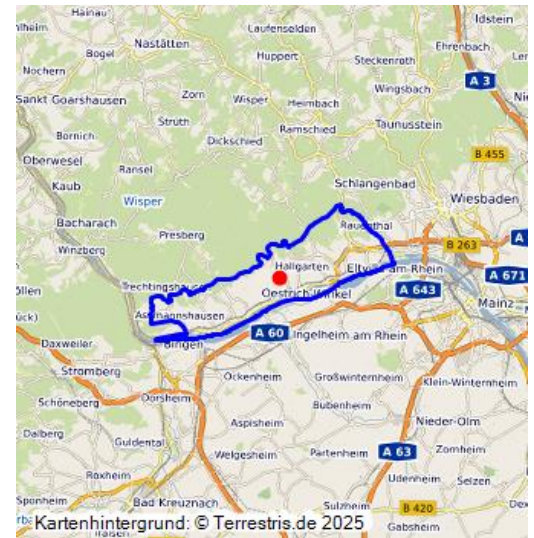 Idstein
Hainau
Laufenselden
Nastätten
Ehrenbach
Bogel
Huppert
Steckenroth
Nochern
A 3
Wingsbach
Zorn
Wisper
Heimbach
Sankt Goarshausen
Taunusstein
Struth
Ramschied
Bornich
Dickschied
B 455
Oberwesel
Ransel
Kaub
Schlangenbad
Wiesbaden
Wisper
Bacharach
Rauenthal
Presberg
A
Winzberg
B 263
Hallgarten
Eltville am Rhein
A 671
Trechtingshausen
A 643
Oestrich-Winkel
Mainz
Assmannshausen
A 60
Ingelheim am Rhein
Daxweiler
Bingen
Stromberg
Ockenheim
Großwinternheim
Klein-Winternheim
Schöneberg
Dorsheim
Bubenheim
Aspisheim
Nieder-Olm
Dalberg
Guldental
A 63
Welgesheim
Partenheim
Zornheim
Roxheim
Udenheim
Selzen
Sponheim
Bad Kreuznach
Sulzheim
B 420
Gabsheim
Kartenhintergrund: © Terrestris.de 2025